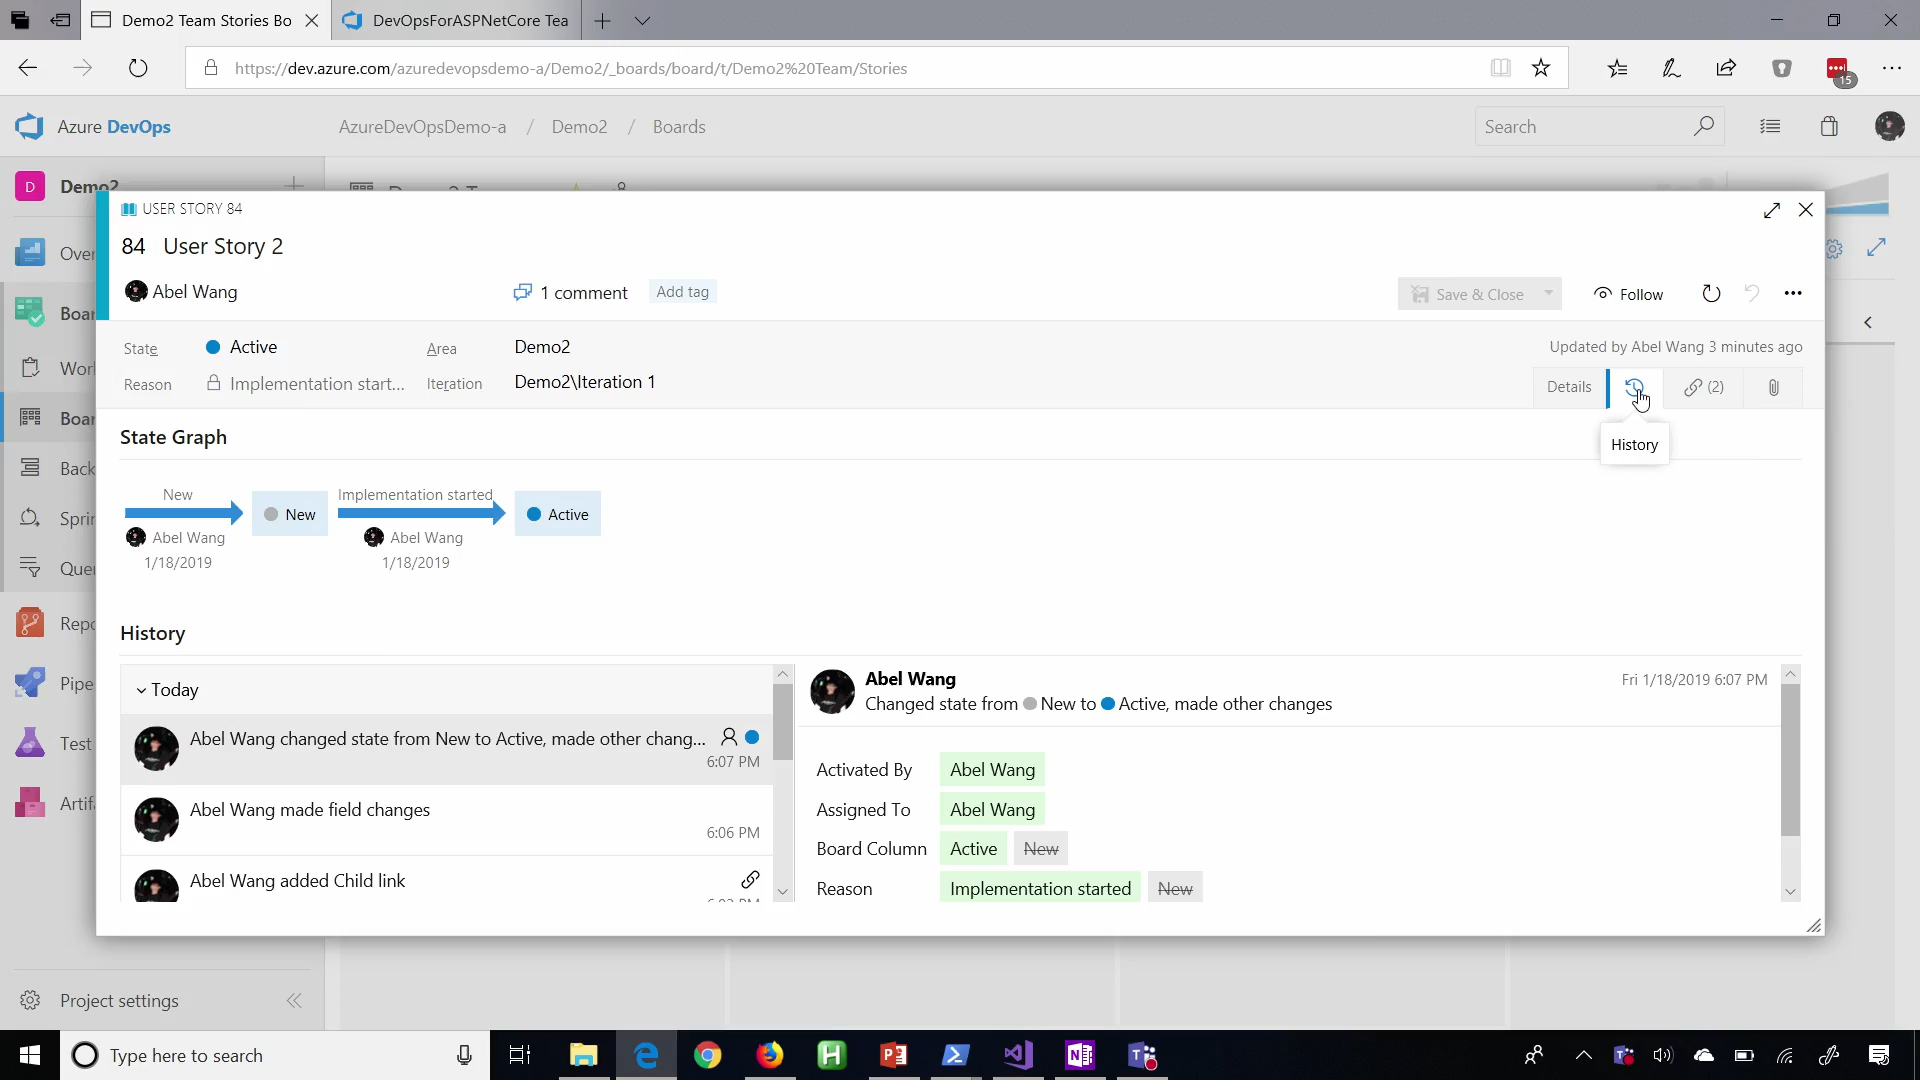 Demo2 Team Stories Bo
DevOpsForASPNetCore Tea
https://dev.azure.com/azuredevopsdemo-a/Demo2/_boards/board/t/Demo2%20Team/Stories
15
Azure DevOps
AzureDevOpsDemo-a / Demo2 / Boards
Search
D
Demo2
Over
Boar
Worl
Boar
Back
Sprin
Quer
Repo
Pipe
Test
Artifa
Project settings
USER STORY 84
84 User Story 2
Abel Wang
1 comment
Add tag
Save & Close
Follow
State
Active
Area
Demo2
Updated by Abel Wang 3 minutes ago
Reason
Implementation start...
Iteration
Demo2\Iteration 1
Details
(2)
History
State Graph
New
Abel Wang
1/18/2019
New
Implementation started
Abel Wang
1/18/2019
Active
History
Today
Abel Wang changed state from New to Active, made other chang...
6:07 PM
Abel Wang made field changes
6:06 PM
Abel Wang added Child link
Abel Wang
Fri 1/18/2019 6:07 PM
Changed state from New to Active, made other changes
Activated By Abel Wang
Assigned To Abel Wang
Board Column Active New
Reason Implementation started New
Type here to search